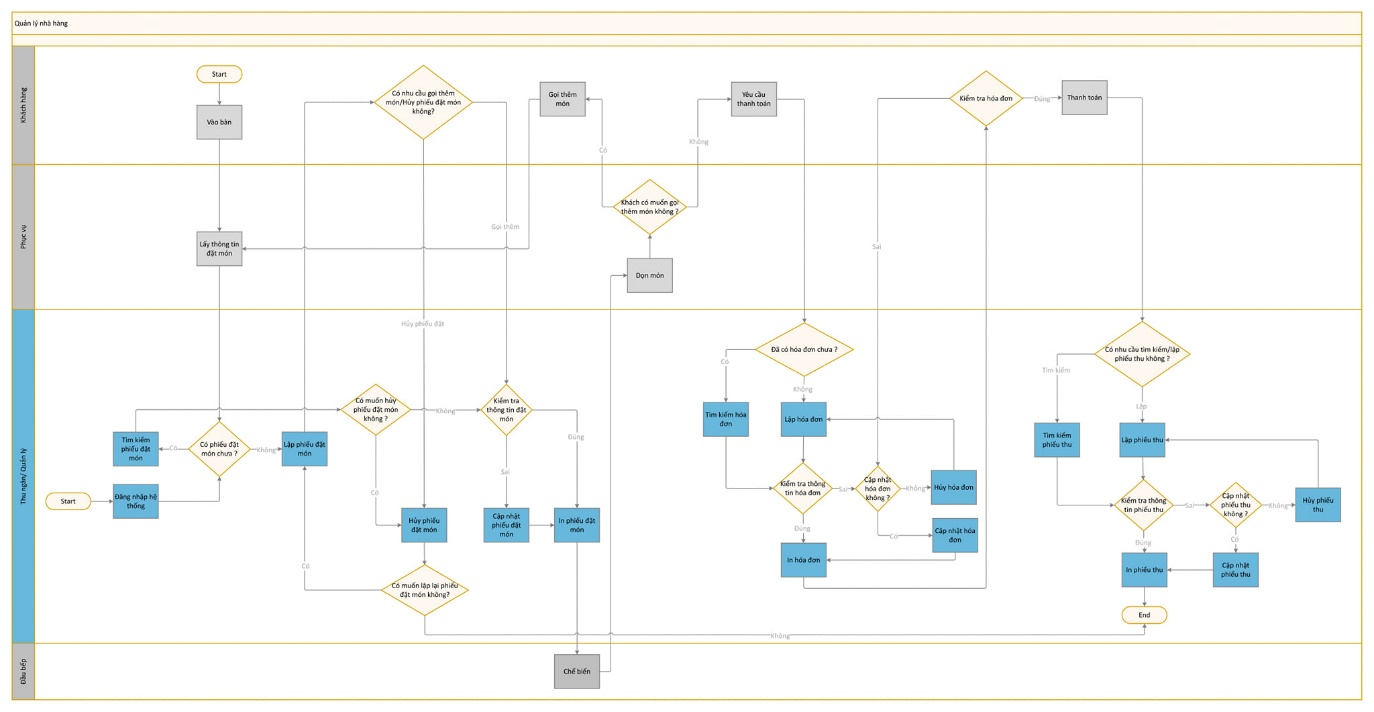 Quản lý nhà hàng
Khách hàng
Start
Vào bàn
Có nhu cầu gọi thêm
món/Hủy phiếu đặt món
không?
Gọi thêm
món
Yêu cầu
thanh toán
Kiểm tra hóa đơn
Đúng
Thanh toán
Có
Không
Phục vụ
Khách có muốn gọi
thêm món không ?
Gọi thêm
Lấy thông tin
đặt món
Dọn món
Sai
Thu ngân/ Quản lý
Hủy phiếu đặt
Đã có hóa đơn chưa ?
Có nhu cầu tìm kiếm/lập
phiếu thu không ?
Có
Tìm kiếm
Không
Có muốn hủy
phiếu đặt món
không ?
Không
Kiểm tra
thông tin đặt
món
Tìm kiếm hóa
đơn
Lập hóa đơn
Lập
Đúng
Tìm kiếm
phiếu đặt
món
Có
Có phiếu đặt
món chưa ?
Không
Lập phiếu đặt
món
Tìm kiếm
phiếu thu
Lập phiếu thu
Sai
Có
Kiểm tra thông
tin hóa đơn
Sai
Cập nhật
hóa đơn
không ?
Không
Hủy hóa đơn
Start
Đăng nhập hệ
thống
Kiểm tra thông
tin phiếu thu
Sai
Cập nhật
phiếu thu
không ?
Không
Hủy phiếu
thu
Hủy phiếu
đặt món
Cập nhật
phiếu đặt
món
In phiếu đặt
món
Đúng
Có
Cập nhật hóa
đơn
Đúng
Có
In hóa đơn
In phiếu thu
Cập nhật
phiếu thu
Có
Có muốn lập lại phiếu
đặt món không?
End
Không
Đầu bếp
Chế biến